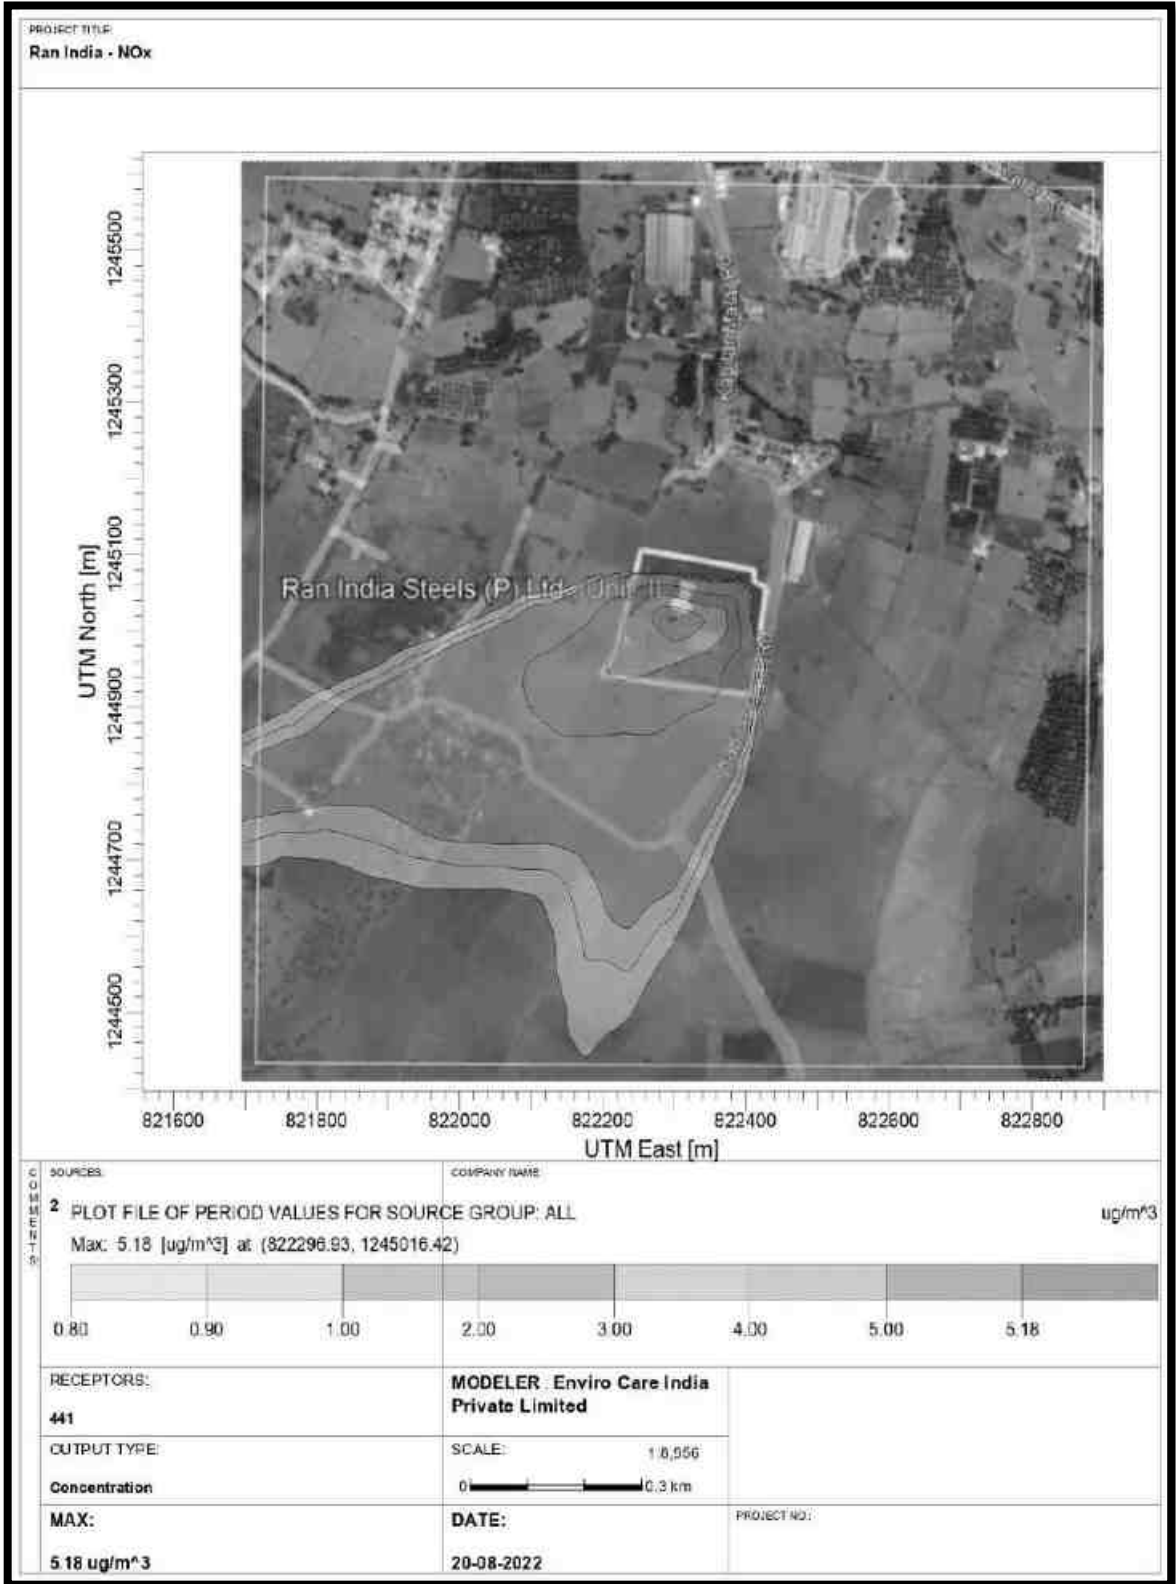 PROJECT TITLE:
Ran India - NOx
1245500
1245300
1245100
1244900
1244700
1244500
UTM North [m]
Ran India Steels (P) Ltd - Unit II
821600 821800 822000 822200 822400 822600 822800
UTM East [m]
COMMENTS:
SOURCES:
2
COMPANY NAME:
PLOT FILE OF PERIOD VALUES FOR SOURCE GROUP: ALL
ug/m^3
Max: 5.18 [ug/m^3] at (822296.93, 1245016.42)
0.80 0.90 1.00 2.00 3.00 4.00 5.00 5.18
RECEPTORS:
441
MODELER: Enviro Care India
Private Limited
OUTPUT TYPE:
Concentration
SCALE: 1:8,956
0 0.3 km
MAX:
5.18 ug/m^3
DATE:
20-08-2022
PROJECT NO.: